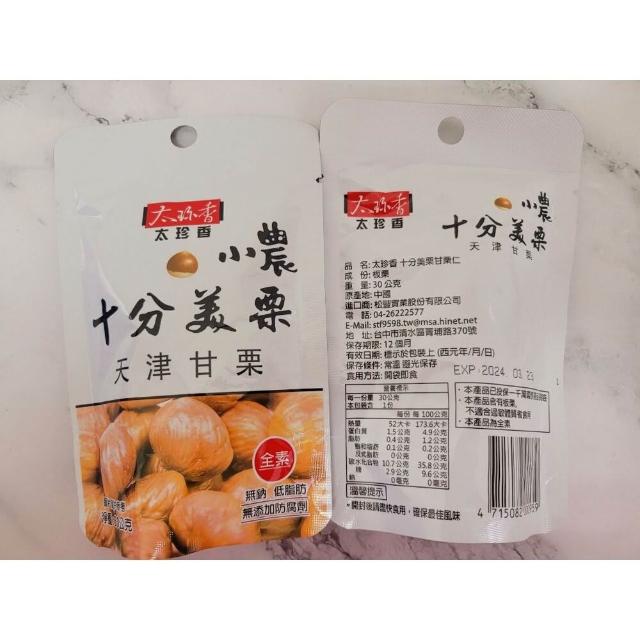 太珍香
太珍香
小農
十分美栗
天津甘栗
全素
無鈉 低脂肪
無添加防腐劑
太珍香
太珍香
小農
十分美栗
天津甘栗
品 名: 太珍香 十分美栗甘栗仁
成 份: 板栗
重 量: 30 公克
原產地: 中國
進口商: 松豐實業股份有限公司
電 話: 04-26222577
E-Mail: stf9598.tw@msa.hinet.net
地 址: 台中市清水區菁埔路370號
保存期限: 12 個月
有效日期: 標示於包裝上 (西元年/月/日)
保存條件: 常溫 避光保存
食用方法: 開袋即食
EXP.2024. 03. 23
營養標示
每一份量 30公克
本包裝含 1份
每份 每 100公克
熱量 52大卡 173.6大卡
蛋白質 1.5公克 4.9公克
脂肪 0.4公克 1.2公克
飽和脂肪 0.1公克 0.2公克
反式脂肪 0公克 0公克
碳水化合物 10.7公克 35.8公克
糖 2.9公克 9.6公克
鈉 0毫克 0毫克
溫馨提示
*開封後請盡快食用，確保最佳風味
·本產品已投保一千萬
·本產品含有板栗，
不適合過敏體質者食用
·本產品為全素
4 715082